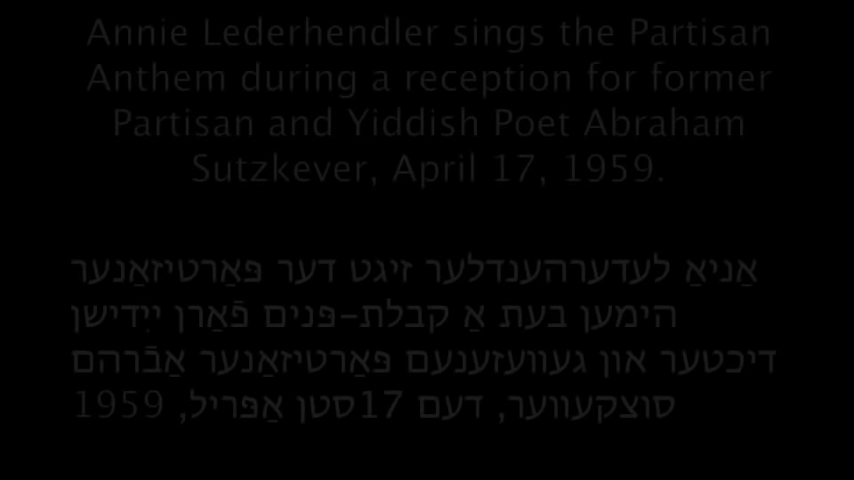 Annie Lederhendler sings the Partisan
Anthem during a reception for former
Partisan and Yiddish Poet Abraham
Sutzkever, April 17, 1959.
אַניאַ לעדערהענדלער זיגט דער פּאַרטיזאַנער
הימען בעת אַ קבלת-פּנים פֿאַרן ייִדישן
דיכטער און געוועזענעם פּאַרטיזאַנער אַבֿרהם
סוצקעווער, דעם 17סטן אַפּריל, 1959